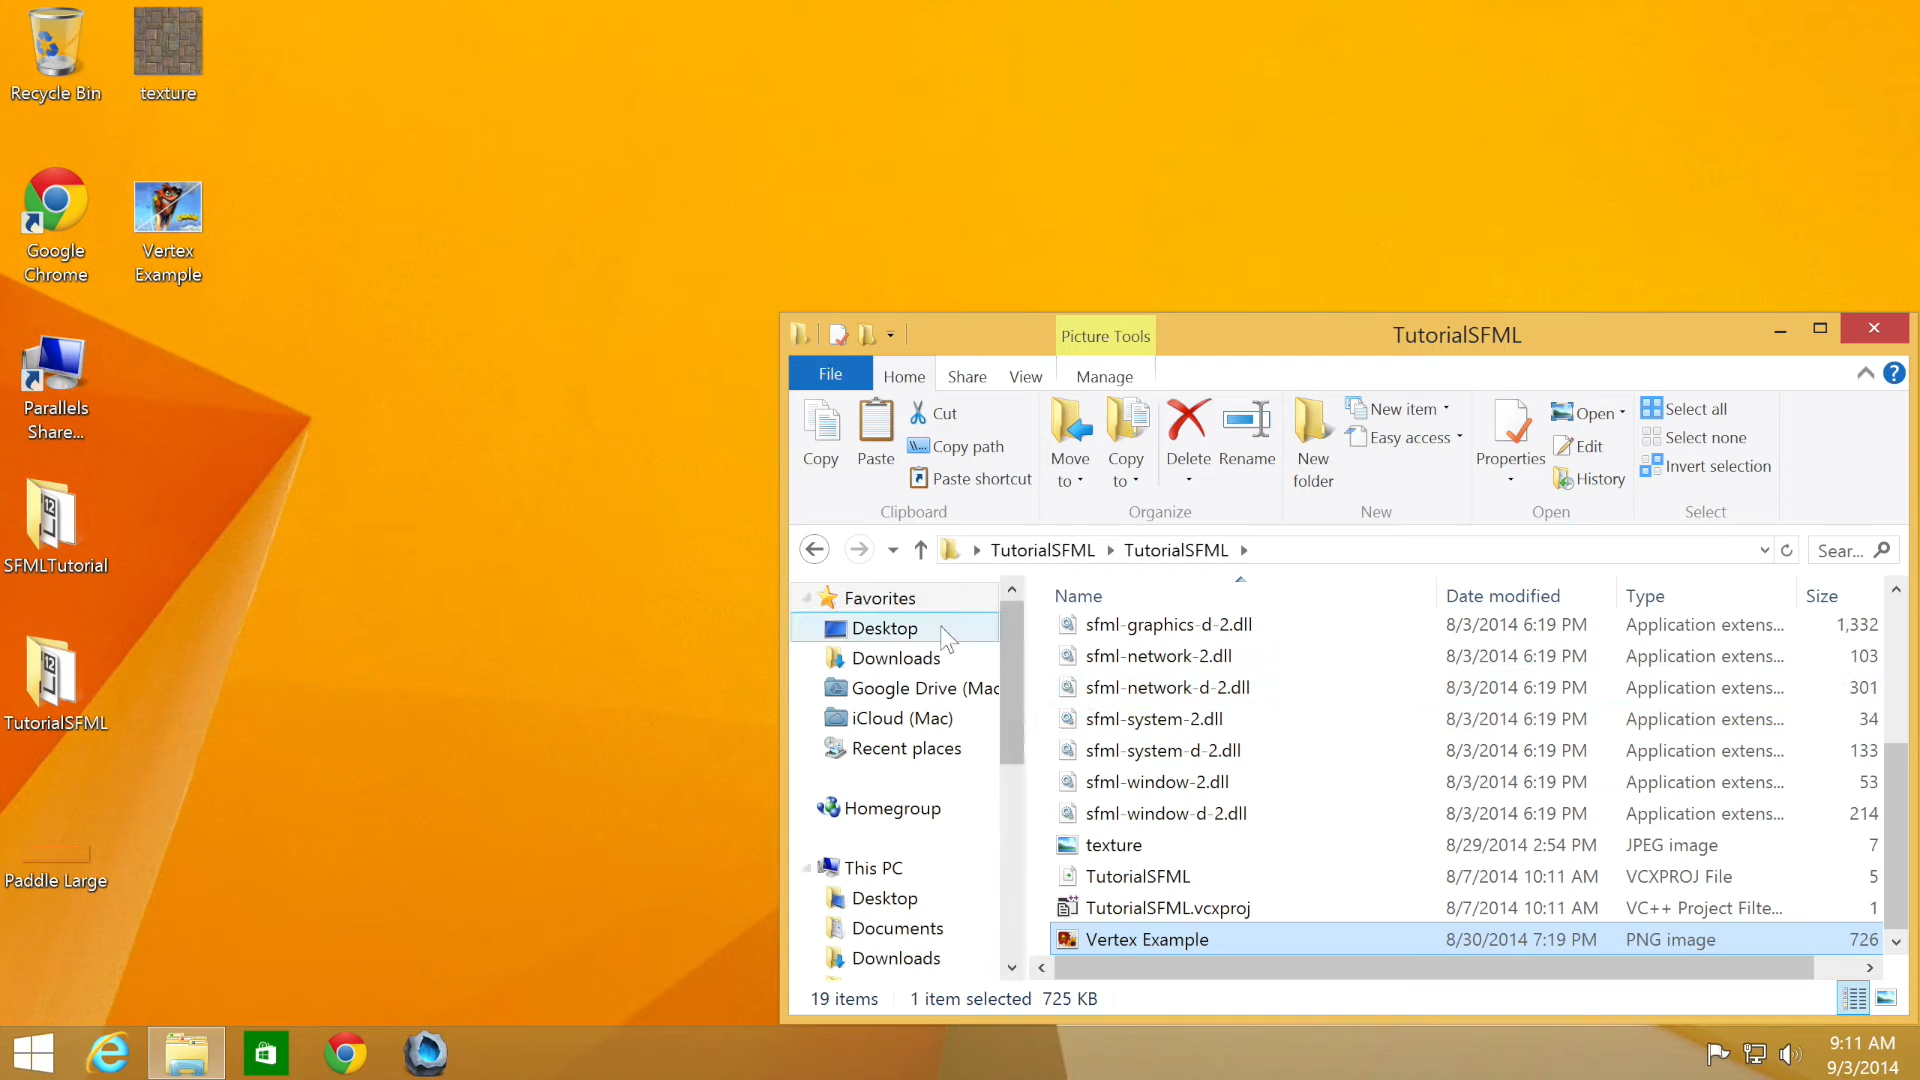 Recycle Bin
texture
Google
Chrome
Vertex
Example
Parallels
Share...
SFMLTutorial
TutorialSFML
Paddle Large
Picture Tools
TutorialSFML
File
Home
Share
View
Manage
Copy
Paste
Cut
Copy path
Paste shortcut
Clipboard
Move
to
Copy
to
Delete
Rename
Organize
New
folder
New item
Easy access
New
Properties
Open
Edit
History
Open
Select all
Select none
Invert selection
Select
TutorialSFML
TutorialSFML
Sear...
Favorites
Desktop
Downloads
Google Drive (Mac
iCloud (Mac)
Recent places
Homegroup
This PC
Desktop
Documents
Downloads
Name Date modified Type Size
sfml-graphics-d-2.dll 8/3/2014 6:19 PM Application extens... 1,332
sfml-network-2.dll 8/3/2014 6:19 PM Application extens... 103
sfml-network-d-2.dll 8/3/2014 6:19 PM Application extens... 301
sfml-system-2.dll 8/3/2014 6:19 PM Application extens... 34
sfml-system-d-2.dll 8/3/2014 6:19 PM Application extens... 133
sfml-window-2.dll 8/3/2014 6:19 PM Application extens... 53
sfml-window-d-2.dll 8/3/2014 6:19 PM Application extens... 214
texture 8/29/2014 2:54 PM JPEG image 7
TutorialSFML 8/7/2014 10:11 AM VCXPROJ File 5
TutorialSFML.vcxproj 8/7/2014 10:11 AM VC++ Project Filte... 1
Vertex Example 8/30/2014 7:19 PM PNG image 726
19 items 1 item selected 725 KB
9:11 AM
9/3/2014